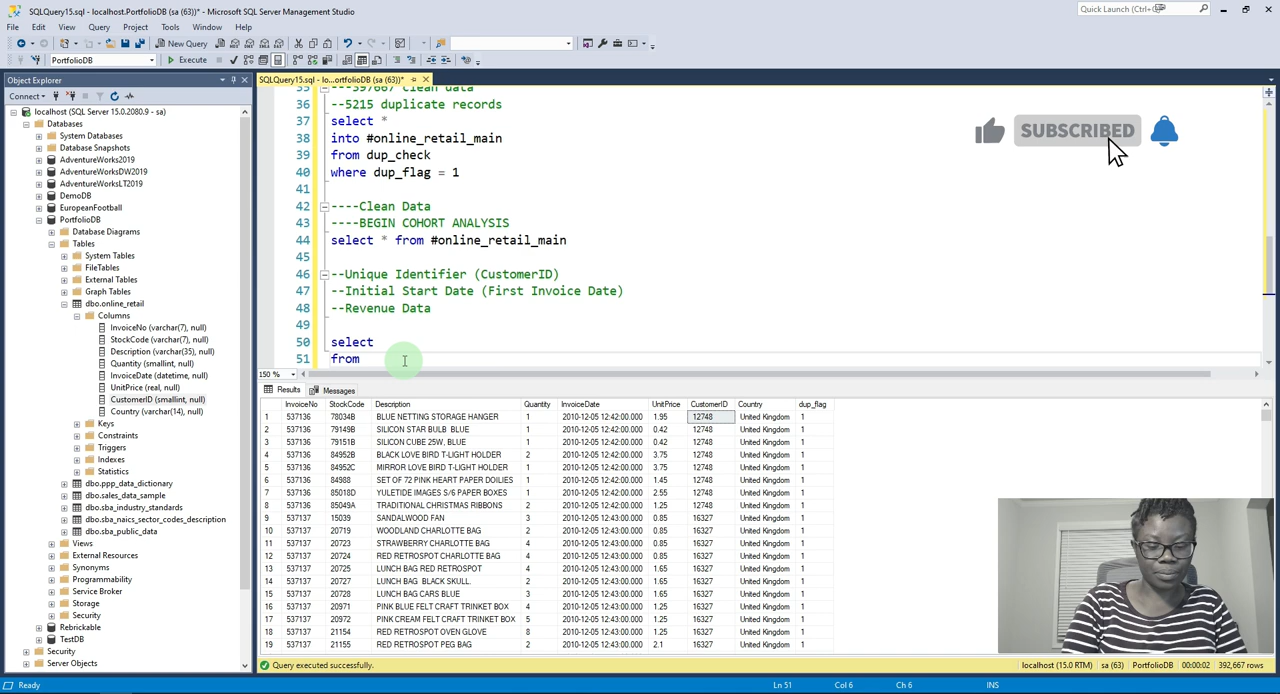 SQLQuery15.sql - localhost.PortfolioDB (sa (63))* - Microsoft SQL Server Management Studio
Quick Launch (Ctrl+Q)
File Edit View Query Project Tools Window Help
New Query
PortfolioDB Execute
Object Explorer
SQLQuery15.sql - lo...ortfolioDB (sa (63))*
Connect
localhost (SQL Server 15.0.2080.9 - sa)
Databases
System Databases
Database Snapshots
AdventureWorks2019
AdventureWorksDW2019
AdventureWorksLT2019
DemoDB
EuropeanFootball
PortfolioDB
Database Diagrams
Tables
System Tables
FileTables
External Tables
Graph Tables
dbo.online_retail
Columns
InvoiceNo (varchar(7), null)
StockCode (varchar(7), null)
Description (varchar(35), null)
Quantity (smallint, null)
InvoiceDate (datetime, null)
UnitPrice (real, null)
CustomerID (smallint, null)
Country (varchar(14), null)
Keys
Constraints
Triggers
Indexes
Statistics
dbo.ppp_data_dictionary
dbo.sales_data_sample
dbo.sba_industry_standards
dbo.sba_naics_sector_codes_description
dbo.sba_public_data
Views
External Resources
Synonyms
Programmability
Service Broker
Storage
Security
Rebrickable
TestDB
Security
Server Objects
35 ---397667 clean data
36 --5215 duplicate records
37 select *
38 into #online_retail_main
39 from dup_check
40 where dup_flag = 1
41
42 ----Clean Data
43 ----BEGIN COHORT ANALYSIS
44 select * from #online_retail_main
45
46 --Unique Identifier (CustomerID)
47 --Initial Start Date (First Invoice Date)
48 --Revenue Data
49
50 select
51 from
SUBSCRIBED
150 %
Results Messages
InvoiceNo StockCode Description Quantity InvoiceDate UnitPrice CustomerID Country dup_flag
1 537136 78034B BLUE NETTING STORAGE HANGER 1 2010-12-05 12:42:00.000 1.95 12748 United Kingdom 1
2 537136 79149B SILICON STAR BULB BLUE 1 2010-12-05 12:42:00.000 0.42 12748 United Kingdom 1
3 537136 79151B SILICON CUBE 25W, BLUE 1 2010-12-05 12:42:00.000 0.42 12748 United Kingdom 1
4 537136 84952B BLACK LOVE BIRD T-LIGHT HOLDER 2 2010-12-05 12:42:00.000 3.75 12748 United Kingdom 1
5 537136 84952C MIRROR LOVE BIRD T-LIGHT HOLDER 1 2010-12-05 12:42:00.000 3.75 12748 United Kingdom 1
6 537136 84988 SET OF 72 PINK HEART PAPER DOILIES 1 2010-12-05 12:42:00.000 1.45 12748 United Kingdom 1
7 537136 85018D YULETIDE IMAGES S/6 PAPER BOXES 1 2010-12-05 12:42:00.000 2.55 12748 United Kingdom 1
8 537136 85049A TRADITIONAL CHRISTMAS RIBBONS 2 2010-12-05 12:42:00.000 1.25 12748 United Kingdom 1
9 537137 15039 SANDALWOOD FAN 3 2010-12-05 12:43:00.000 0.85 16327 United Kingdom 1
10 537137 20719 WOODLAND CHARLOTTE BAG 2 2010-12-05 12:43:00.000 0.85 16327 United Kingdom 1
11 537137 20723 STRAWBERRY CHARLOTTE BAG 4 2010-12-05 12:43:00.000 0.85 16327 United Kingdom 1
12 537137 20724 RED RETROSPOT CHARLOTTE BAG 4 2010-12-05 12:43:00.000 0.85 16327 United Kingdom 1
13 537137 20725 LUNCH BAG RED RETROSPOT 4 2010-12-05 12:43:00.000 1.65 16327 United Kingdom 1
14 537137 20727 LUNCH BAG BLACK SKULL. 2 2010-12-05 12:43:00.000 1.65 16327 United Kingdom 1
15 537137 20728 LUNCH BAG CARS BLUE 3 2010-12-05 12:43:00.000 1.65 16327 United Kingdom 1
16 537137 20971 PINK BLUE FELT CRAFT TRINKET BOX 4 2010-12-05 12:43:00.000 1.25 16327 United Kingdom 1
17 537137 20972 PINK CREAM FELT CRAFT TRINKET BOX 5 2010-12-05 12:43:00.000 1.25 16327 United Kingdom 1
18 537137 21154 RED RETROSPOT OVEN GLOVE 8 2010-12-05 12:43:00.000 1.25 16327 United Kingdom 1
19 537137 21155 RED RETROSPOT PEG BAG 2 2010-12-05 12:43:00.000 2.1 16327 United Kingdom 1
Query executed successfully. localhost (15.0 RTM) sa (63) PortfolioDB 00:00:02 392,667 rows
Ready Ln 51 Col 6 Ch 6 INS